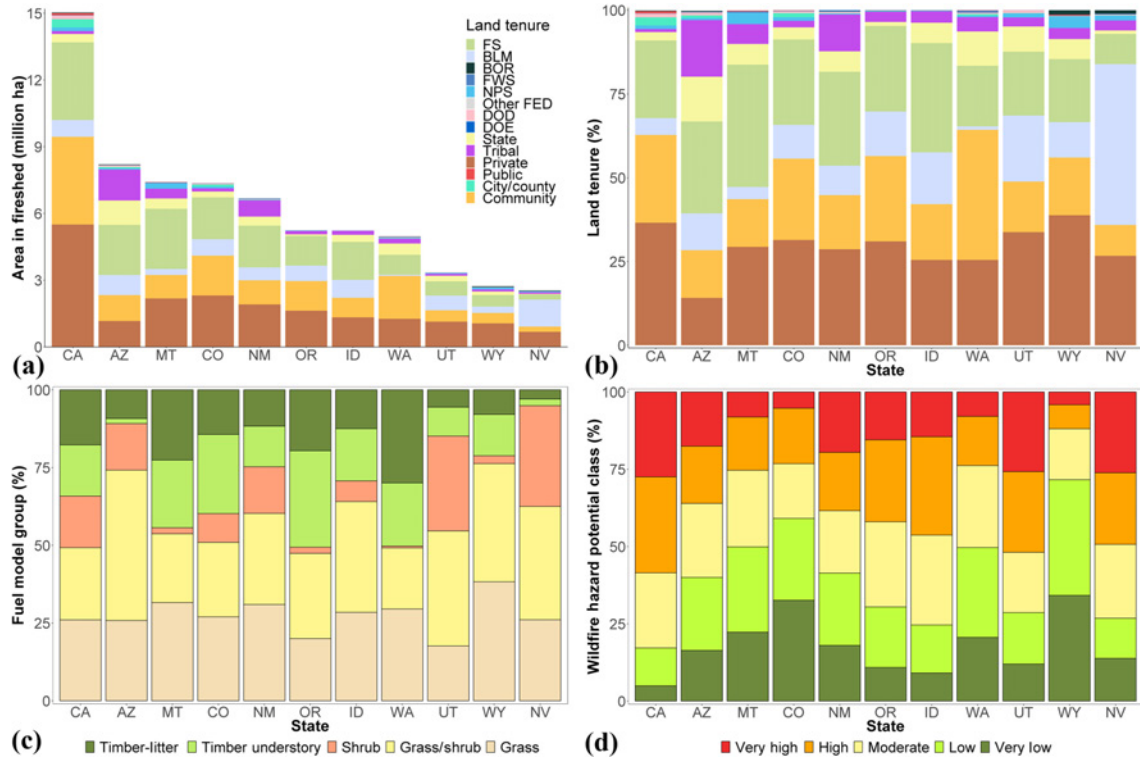 15
12
9
6
3
0
Area in fireshed (million ha)
Land tenure
FS
BLM
BOR
FWS
NPS
Other FED
DOD
DOE
State
Tribal
Private
Public
City/county
Community
CA AZ MT CO NM OR ID WA UT WY NV
(a)
100
75
50
25
0
Land tenure (%)
CA AZ MT CO NM OR ID WA UT WY NV
State
(b)
100
75
50
25
0
Fuel model group (%)
CA AZ MT CO NM OR ID WA UT WY NV
State
(c)
Timber-litter Timber understory Shrub Grass/shrub Grass
100
75
50
25
0
Wildfire hazard potential class (%)
CA AZ MT CO NM OR ID WA UT WY NV
State
(d)
Very high High Moderate Low Very low